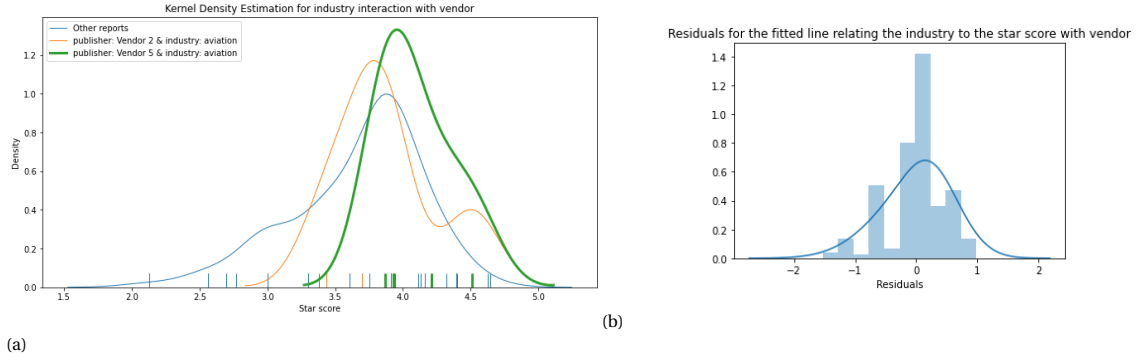 Kernel Density Estimation for industry interaction with vendor
Other reports
publisher: Vendor 2 & industry: aviation
publisher: Vendor 5 & industry: aviation
1.2
1.0
0.8
0.6
0.4
0.2
0.0
Density
1.5 2.0 2.5 3.0 3.5 4.0 4.5 5.0
Star score
(a)
Residuals for the fitted line relating the industry to the star score with vendor
1.4
1.2
1.0
0.8
0.6
0.4
0.2
0.0
−2 −1 0 1 2
Residuals
(b)